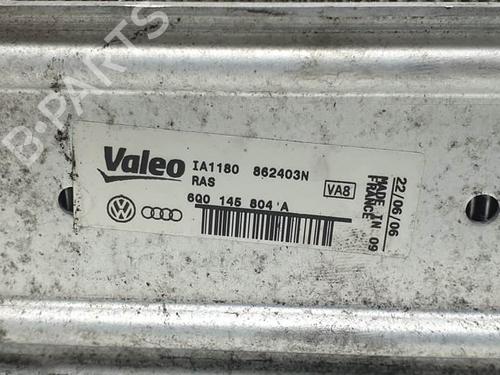 B-PARTS
Valeo
IA1180 862403N
RAS
VA8
6Q0 145 804 A
22/06/06
MADE IN 09
FRANCE